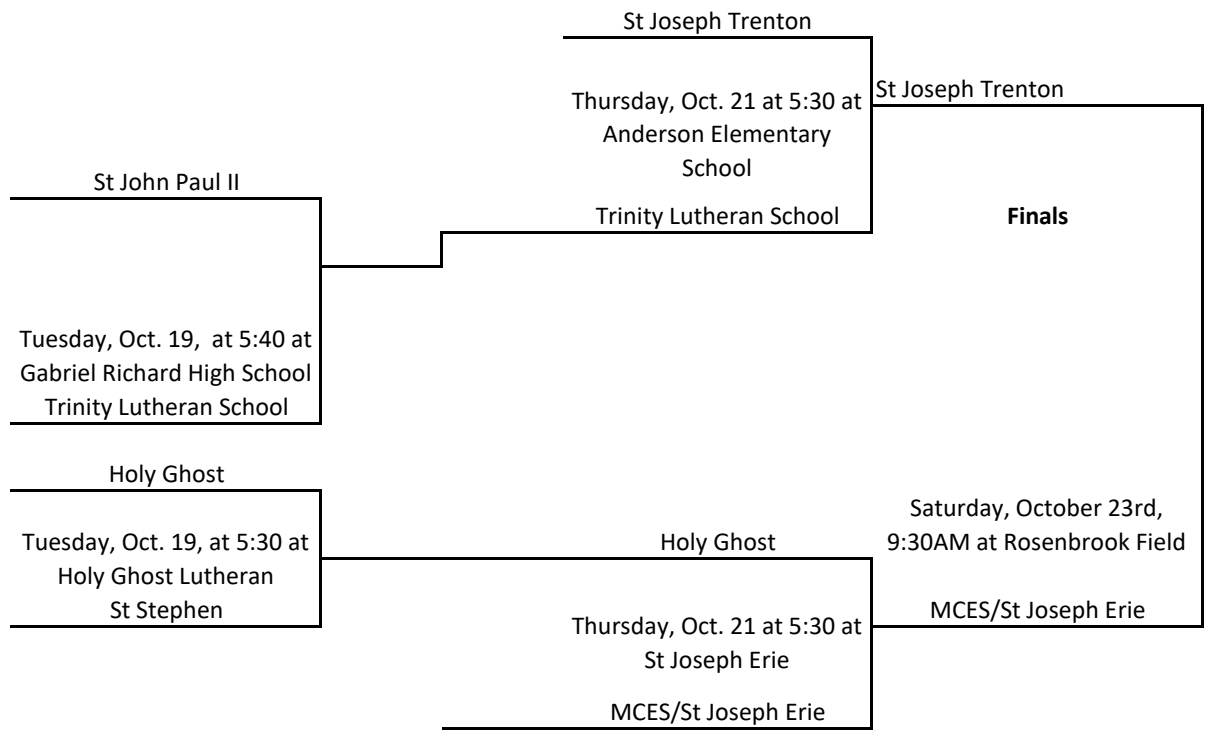 St Joseph Trenton
Thursday, Oct. 21 at 5:30 at
Anderson Elementary
School
St Joseph Trenton
St John Paul II
Trinity Lutheran School
Finals
Tuesday, Oct. 19,  at 5:40 at
Gabriel Richard High School
Trinity Lutheran School
Holy Ghost
Tuesday, Oct. 19, at 5:30 at
Holy Ghost Lutheran
St Stephen
Holy Ghost
Saturday, October 23rd,
9:30AM at Rosenbrook Field
Thursday, Oct. 21 at 5:30 at
St Joseph Erie
MCES/St Joseph Erie
MCES/St Joseph Erie